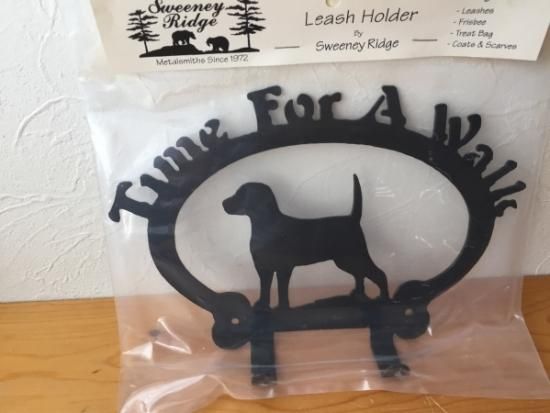 Sweeney
Ridge
Metalsmiths Since 1972
Leash Holder
By
Sweeney Ridge
- Leashes
- Frisbee
- Treat Bag
- Coats & Scarves
Time For A Walk